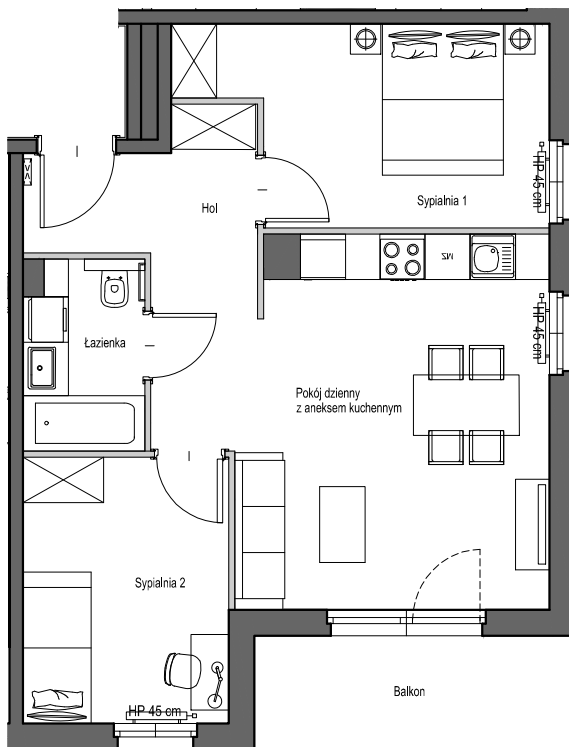 HP 45 cm
Sypialnia 1
Hol
ZM
HP 45 cm
Łazienka
Pokój dzienny
z aneksem kuchennym
Sypialnia 2
Balkon
HP 45 cm